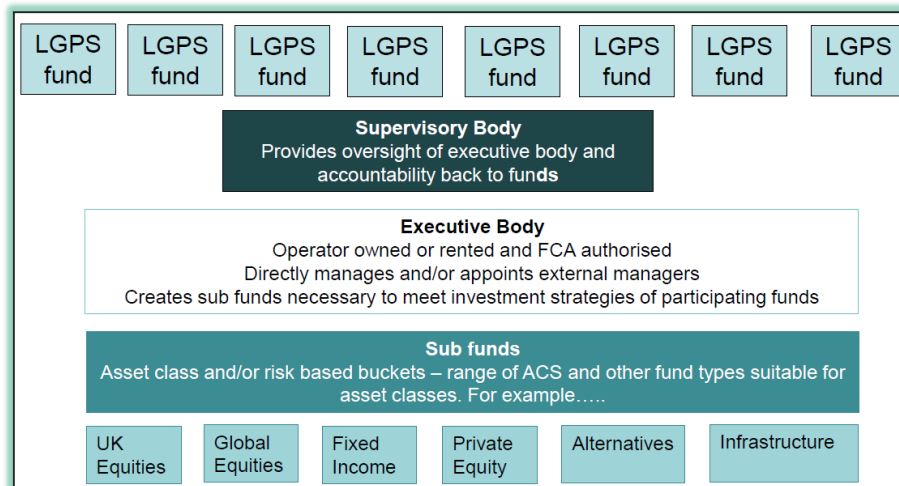 LGPS
fund
LGPS
fund
LGPS
fund
LGPS
fund
LGPS
fund
LGPS
fund
LGPS
fund
LGPS
fund
Supervisory Body
Provides oversight of executive body and
accountability back to funds
Executive Body
Operator owned or rented and FCA authorised
Directly manages and/or appoints external managers
Creates sub funds necessary to meet investment strategies of participating funds
Sub funds
Asset class and/or risk based buckets – range of ACS and other fund types suitable for
asset classes. For example…..
UK
Equities
Global
Equities
Fixed
Income
Private
Equity
Alternatives
Infrastructure